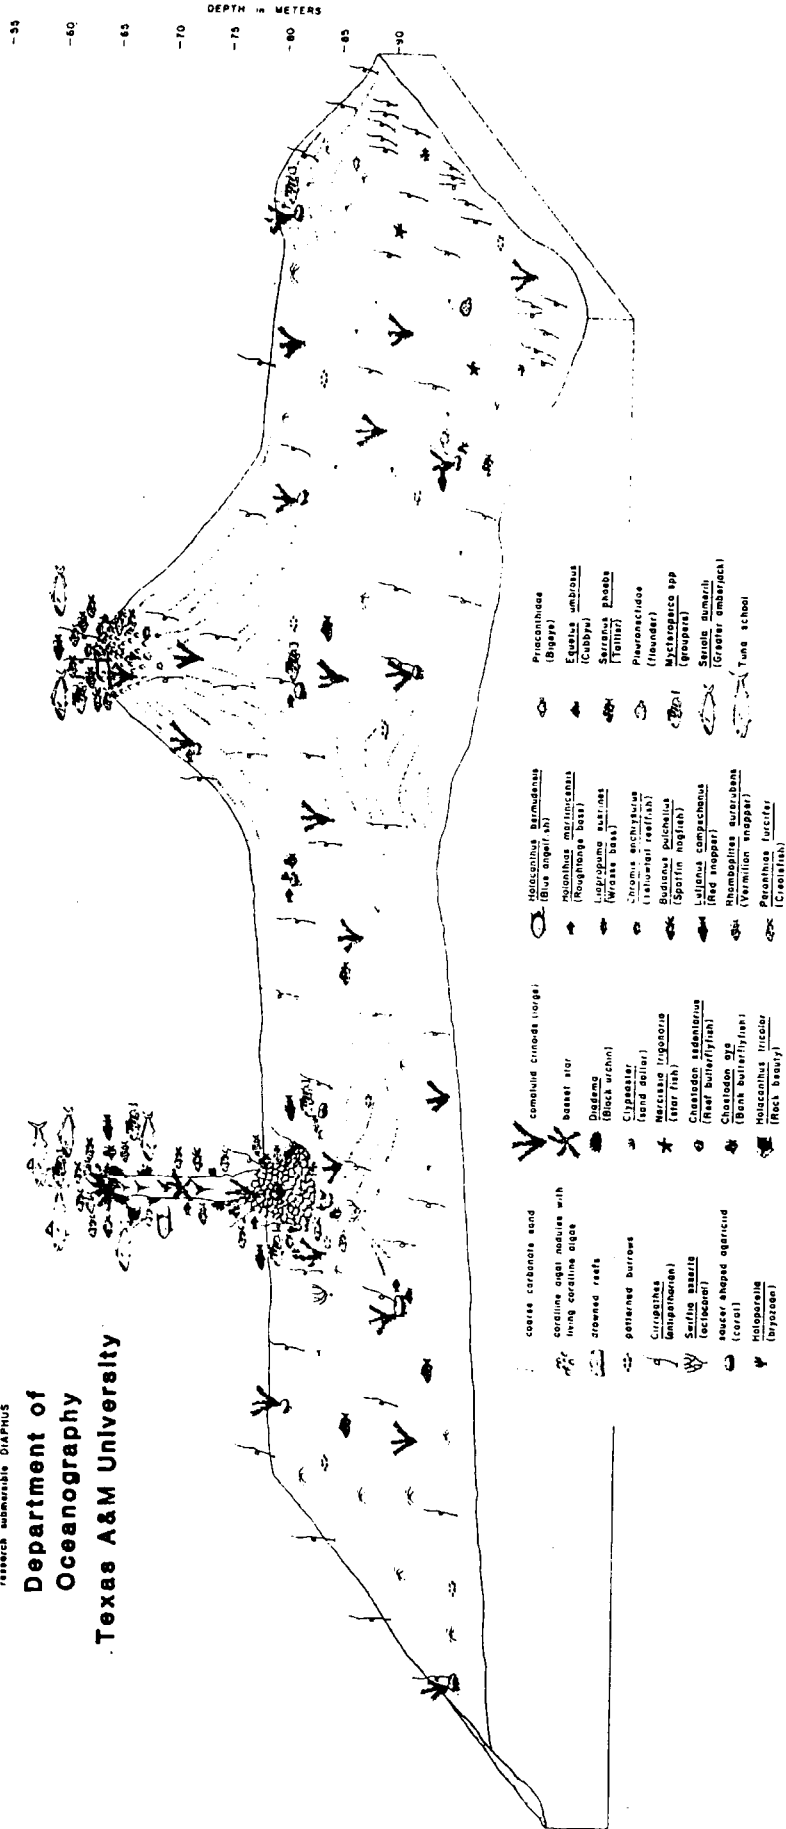 research submersible DIAPHUS
Department of
Oceanography
Texas A&M University
DEPTH in METERS
-55
-60
-65
-70
-75
-80
-85
-90
coarse carbonate sand
coralline algal nodules with
living coralline algae
drowned reefs
patterned burrows
Cirripathes
(antipatharian)
Swiftia exserta
(octocoral)
saucer shaped agariciid
(coral)
Holoporella
(bryozoan)
comatulid crinoids (large)
basket star
Diadema
(Black urchin)
Clypeaster
(sand dollar)
Narcissia trigonaria
(star fish)
Chaetodon sedentarius
(Reef butterflyfish)
Chaetodon aya
(Bank butterflyfish)
Holacanthus tricolor
(Rock beauty)
Holacanthus bermudensis
(Blue angelfish)
Holanthias martinicensis
(Roughtongue bass)
Liopropoma eukrines
(Wrasse bass)
Chromis enchrysurus
(Yellowtail reeffish)
Bodianus pulchellus
(Spotfin hogfish)
Lutjanus campechanus
(Red snapper)
Rhomboplites aurorubens
(Vermilion snapper)
Paranthias furcifer
(Creolefish)
Priacanthidae
(Bigeye)
Equetus umbrosus
(Cubbyu)
Serranus phoebe
(Tattler)
Pleuronectidae
(flounder)
Mycteroperca spp
(groupers)
Seriola dumerili
(Greater amberjack)
Tuna school